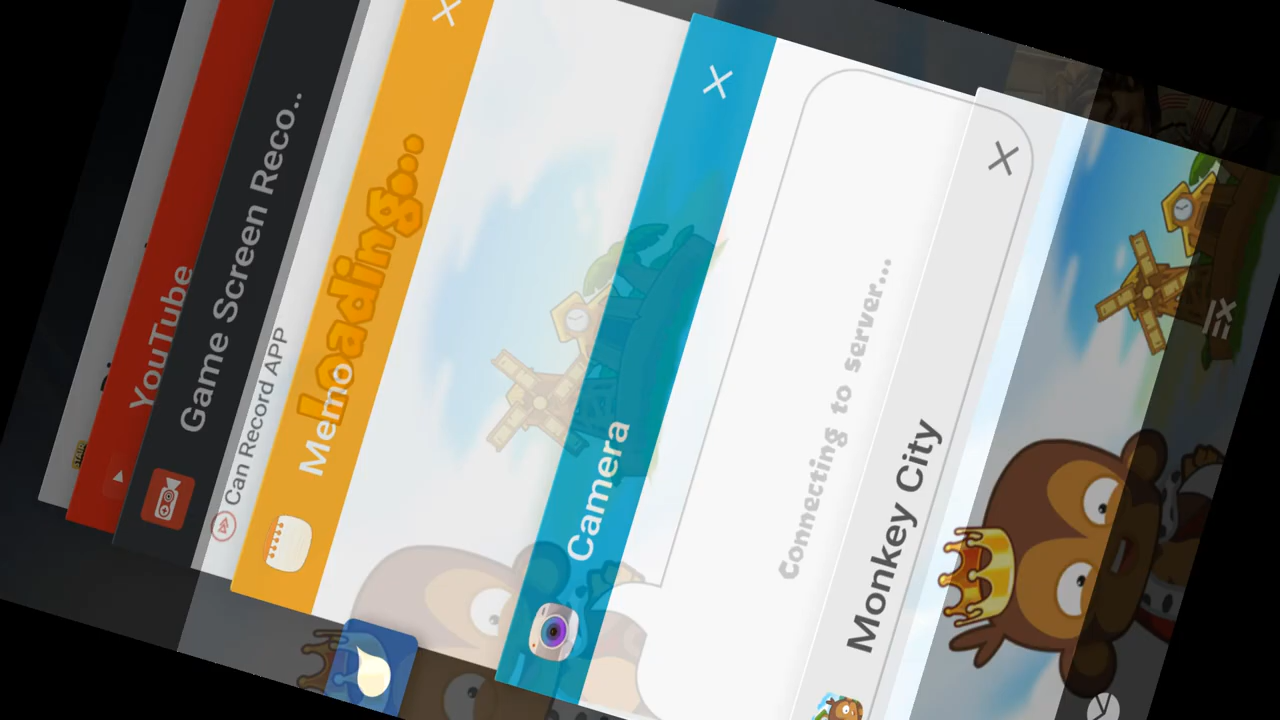 YouTube
Game Screen Reco..
Can Record APP
Memo
Loading...
Camera
Connecting to server...
Monkey City